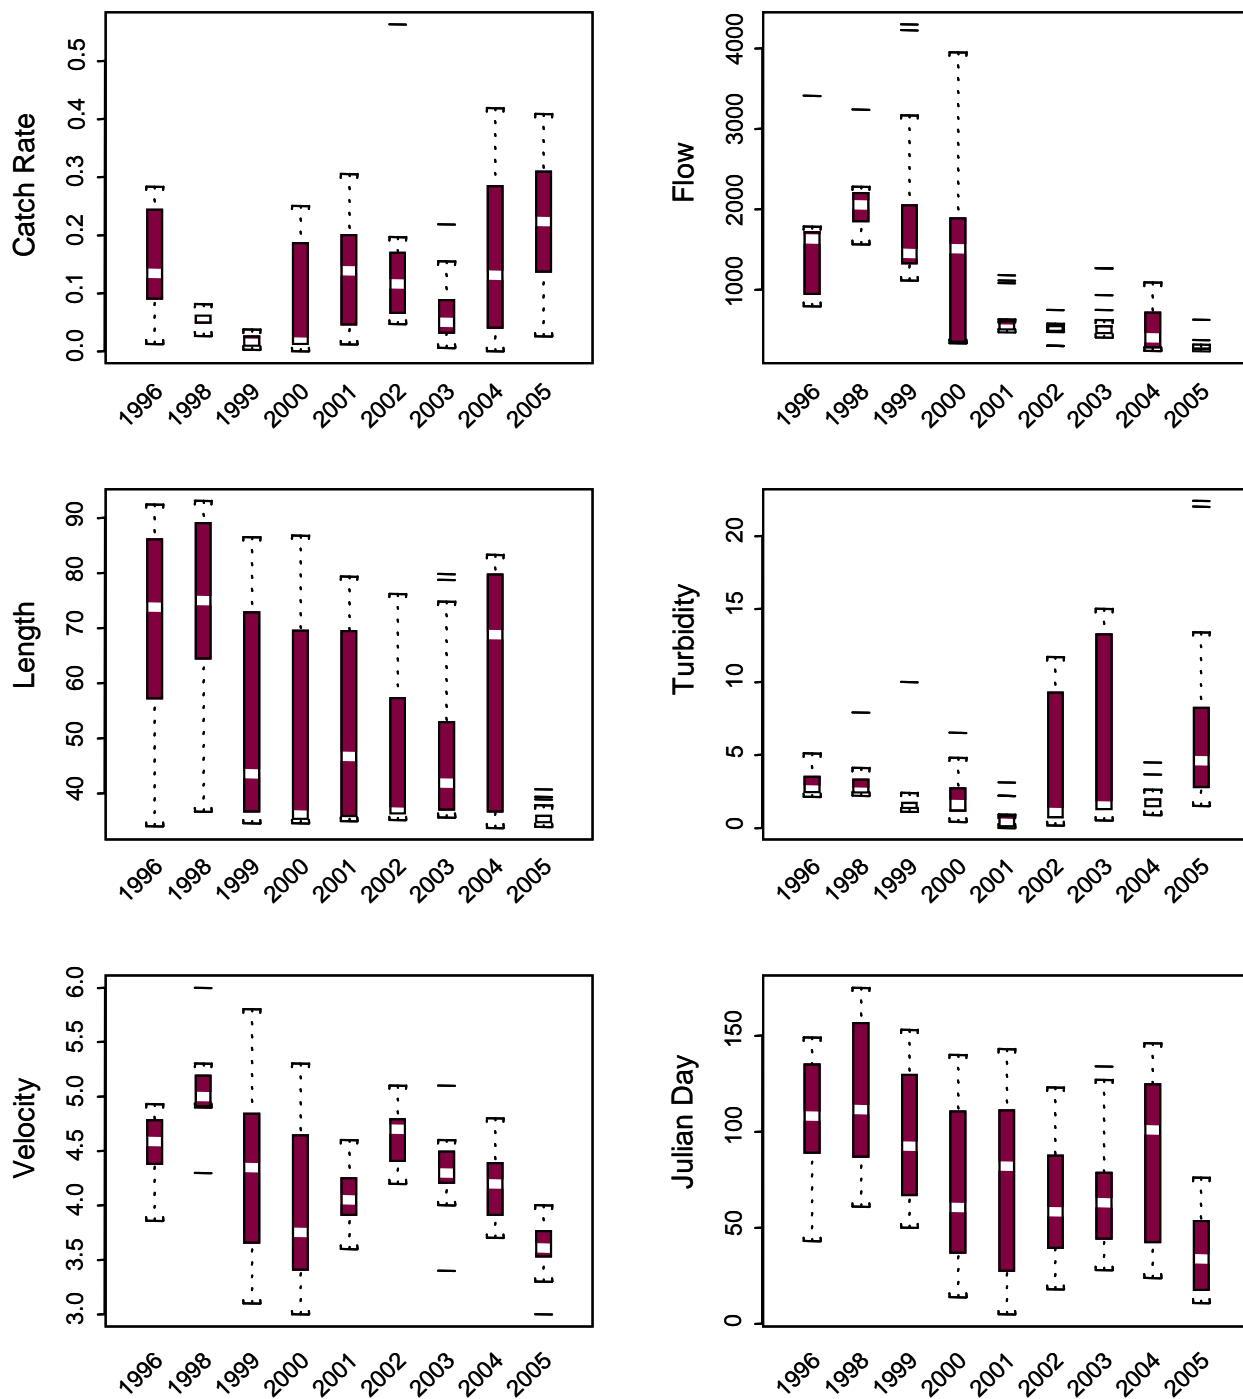 Catch Rate
0.0 0.1 0.2 0.3 0.4 0.5
1996 1998 1999 2000 2001 2002 2003 2004 2005
Flow
1000 2000 3000 4000
1996 1998 1999 2000 2001 2002 2003 2004 2005
Length
40 50 60 70 80 90
1996 1998 1999 2000 2001 2002 2003 2004 2005
Turbidity
0 5 10 15 20
1996 1998 1999 2000 2001 2002 2003 2004 2005
Velocity
3.0 3.5 4.0 4.5 5.0 5.5 6.0
1996 1998 1999 2000 2001 2002 2003 2004 2005
Julian Day
0 50 100 150
1996 1998 1999 2000 2001 2002 2003 2004 2005